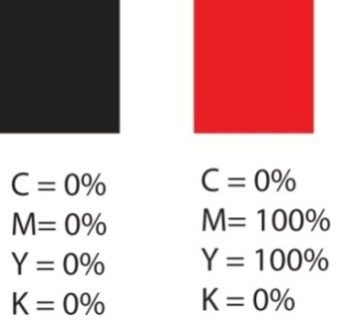 C = 0%
M= 0%
Y = 0%
K = 0%
C = 0%
M= 100%
Y = 100%
K = 0%